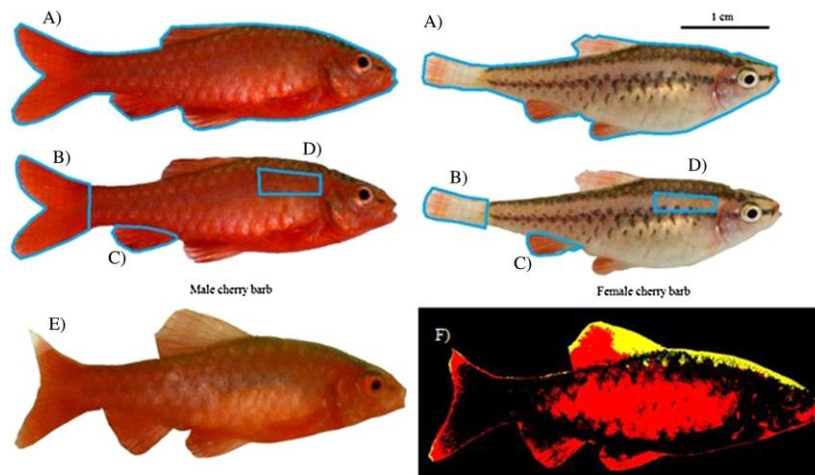 A)
A)
1 cm
B)
D)
C)
B)
D)
C)
Male cherry barb
Female cherry barb
E)
F)